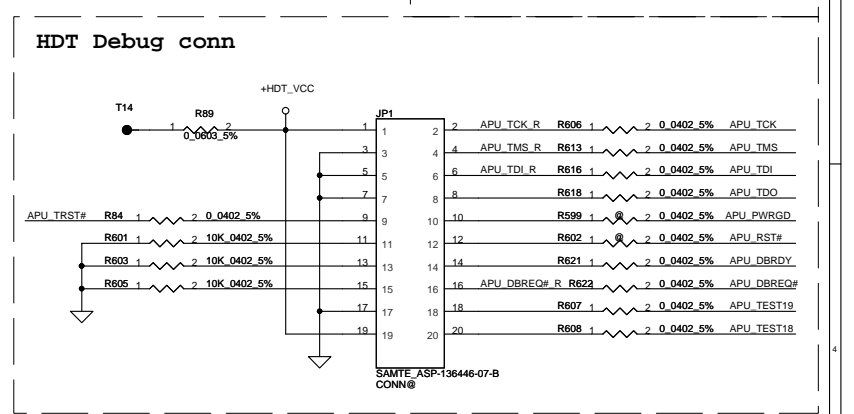 HDT Debug conn
+HDT_VCC
T14 1 R89 2 0_0603_5%
JP1
1 1 2 2 APU_TCK_R R606 1 2 0_0402_5% APU_TCK
3 3 4 4 APU_TMS_R R613 1 2 0_0402_5% APU_TMS
5 5 6 6 APU_TDI_R R616 1 2 0_0402_5% APU_TDI
7 7 8 8 R618 1 2 0_0402_5% APU_TDO
APU_TRST# R84 1 2 0_0402_5% 9 9 10 10 R599 1 @ 2 0_0402_5% APU_PWRGD
R601 1 2 10K_0402_5% 11 11 12 12 R602 1 @ 2 0_0402_5% APU_RST#
R603 1 2 10K_0402_5% 13 13 14 14 R621 1 2 0_0402_5% APU_DBRDY
R605 1 2 10K_0402_5% 15 15 16 16 APU_DBREQ#_R R622 1 2 0_0402_5% APU_DBREQ#
17 17 18 18 R607 1 2 0_0402_5% APU_TEST19
19 19 20 20 R608 1 2 0_0402_5% APU_TEST18
4
SAMTE_ASP-136446-07-B
CONN@